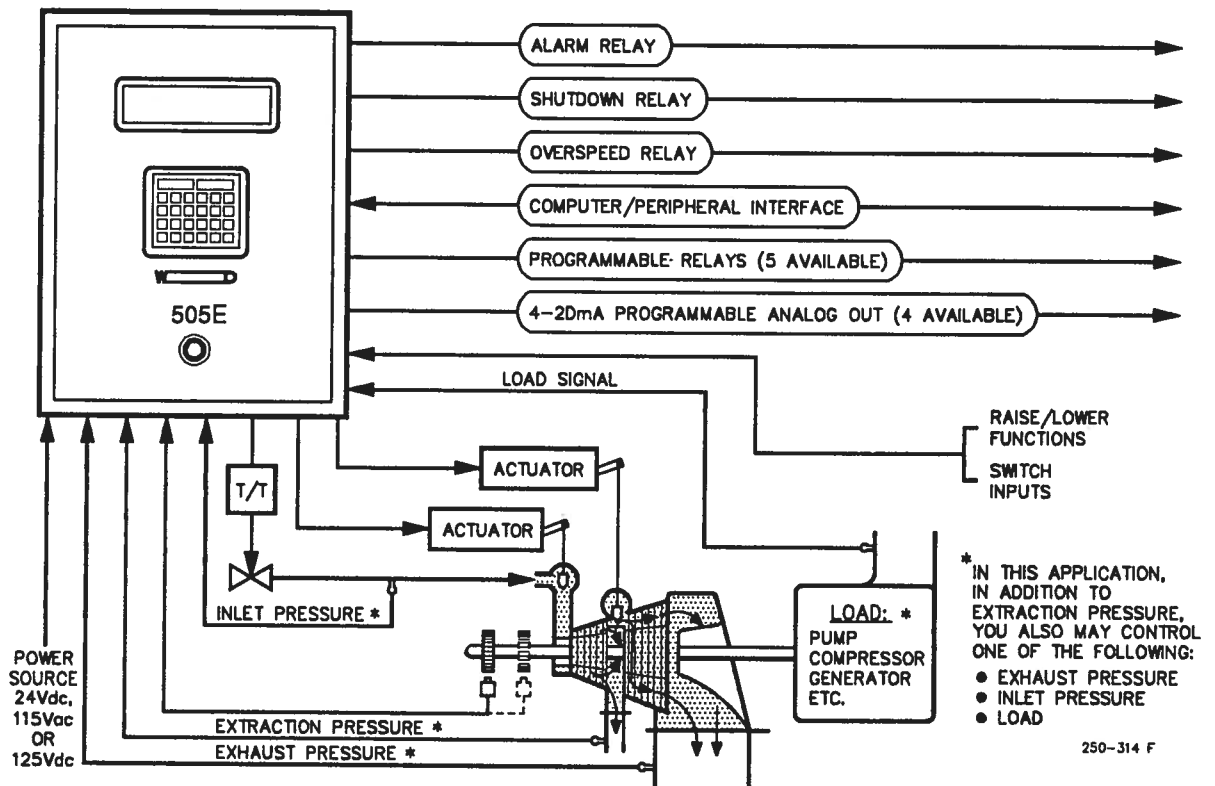 ALARM RELAY
SHUTDOWN RELAY
OVERSPEED RELAY
COMPUTER/PERIPHERAL INTERFACE
PROGRAMMABLE-RELAYS (5 AVAILABLE)
505E
4-2DmA PROGRAMMABLE ANALOG OUT (4 AVAILABLE)
LOAD SIGNAL
RAISE/LOWER
FUNCTIONS
SWITCH
INPUTS
T/T
ACTUATOR
ACTUATOR
INLET PRESSURE *
POWER
SOURCE
24Vdc,
115Vac
OR
125Vdc
EXTRACTION PRESSURE *
EXHAUST PRESSURE *
LOAD: *
PUMP
COMPRESSOR
GENERATOR
ETC.
*
IN THIS APPLICATION,
IN ADDITION TO
EXTRACTION PRESSURE,
YOU ALSO MAY CONTROL
ONE OF THE FOLLOWING:
● EXHAUST PRESSURE
● INLET PRESSURE
● LOAD
250-314 F